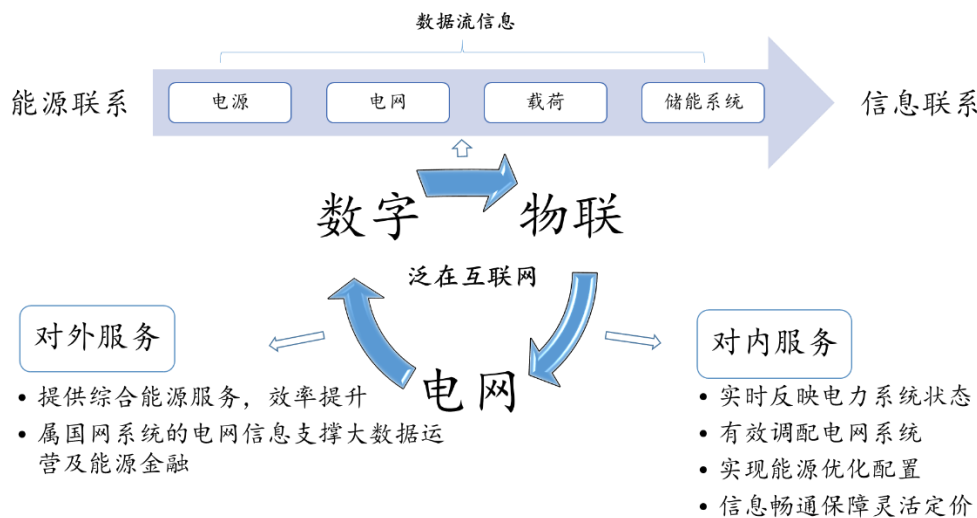 数据流信息
能源联系
电源
电网
载荷
储能系统
信息联系
数字
物联
泛在互联网
电网
对外服务
• 提供综合能源服务，效率提升
• 属国网系统的电网信息支撑大数据运
营及能源金融
对内服务
• 实时反映电力系统状态
• 有效调配电网系统
• 实现能源优化配置
• 信息畅通保障灵活定价